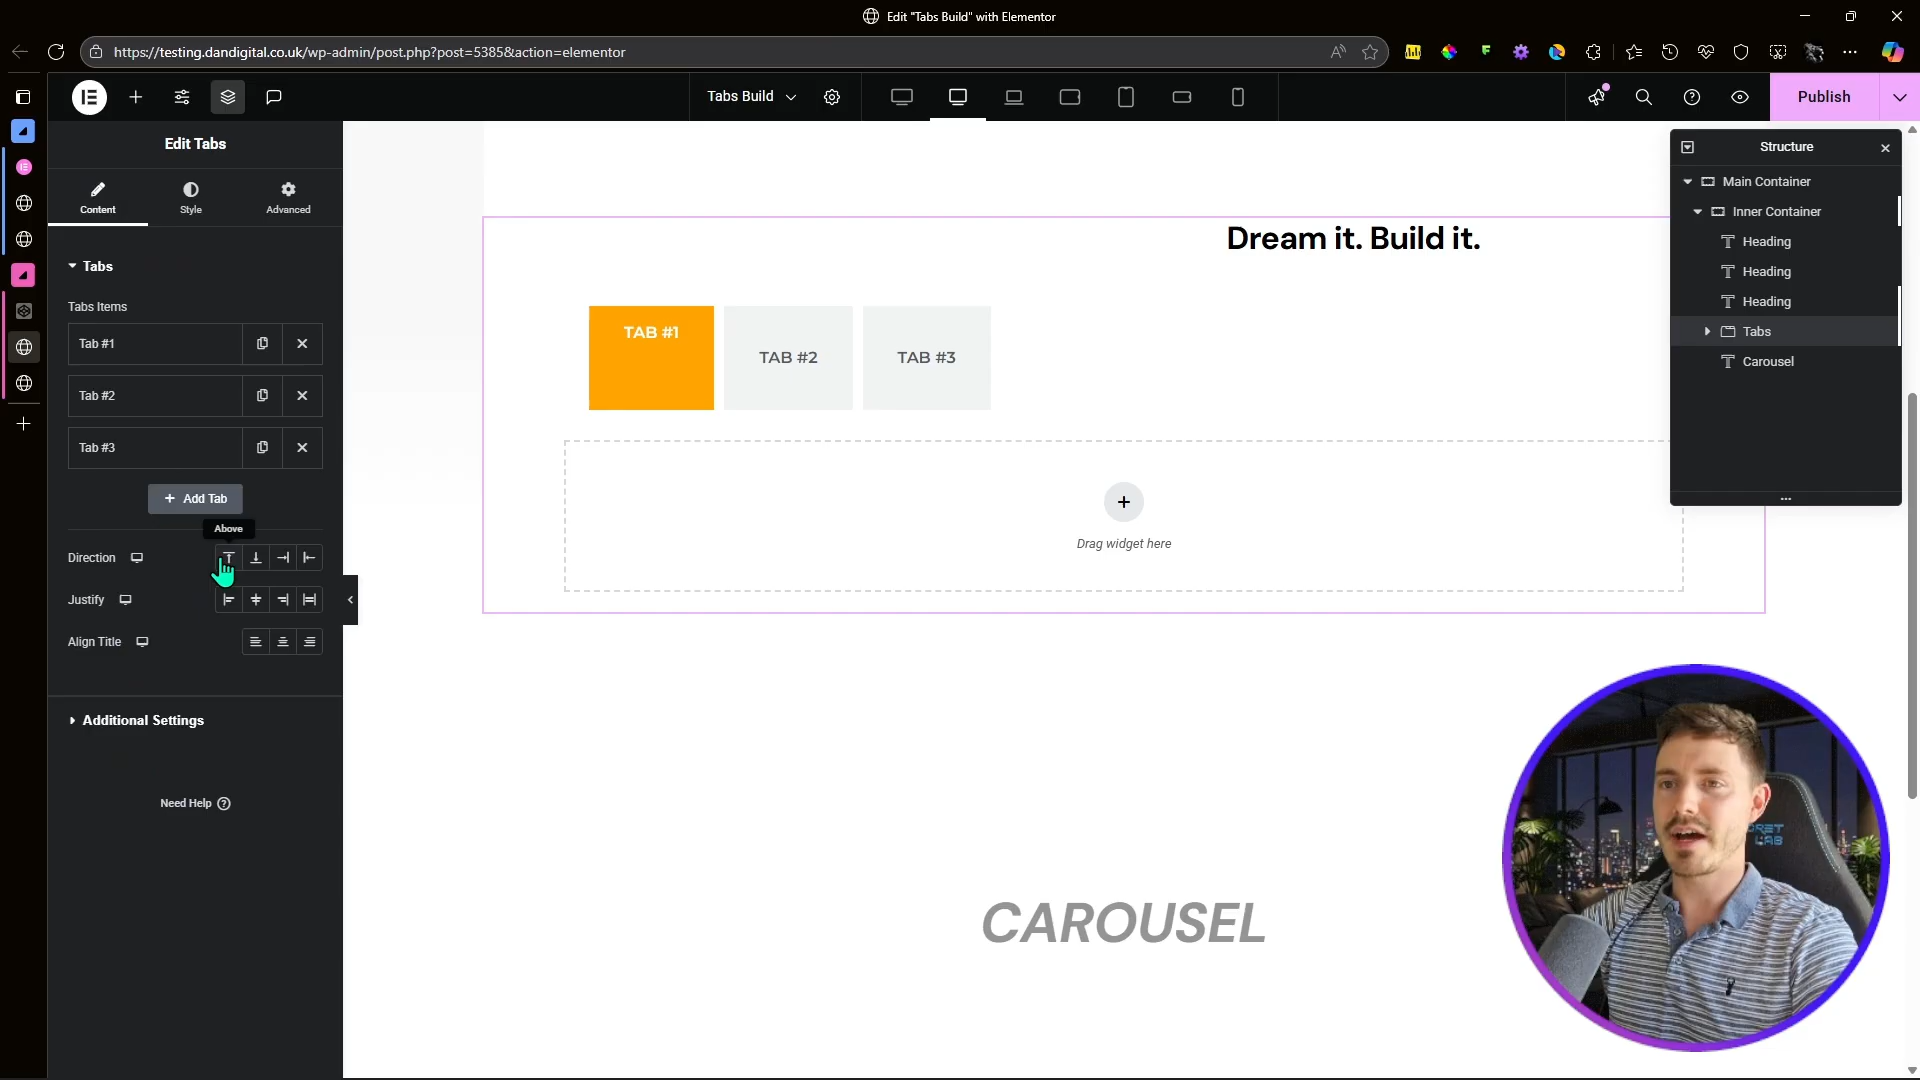 Edit "Tabs Build" with Elementor
https://testing.dandigital.co.uk/wp-admin/post.php?post=5385&action=elementor
Tabs Build
Publish
Edit Tabs
Content
Style
Advanced
Tabs
Tabs Items
Tab #1
Tab #2
Tab #3
+ Add Tab
Above
Direction
Justify
Align Title
Additional Settings
Need Help
Dream it. Build it.
TAB #1
TAB #2
TAB #3
Drag widget here
CAROUSEL
Structure
Main Container
Inner Container
Heading
Heading
Heading
Tabs
Carousel